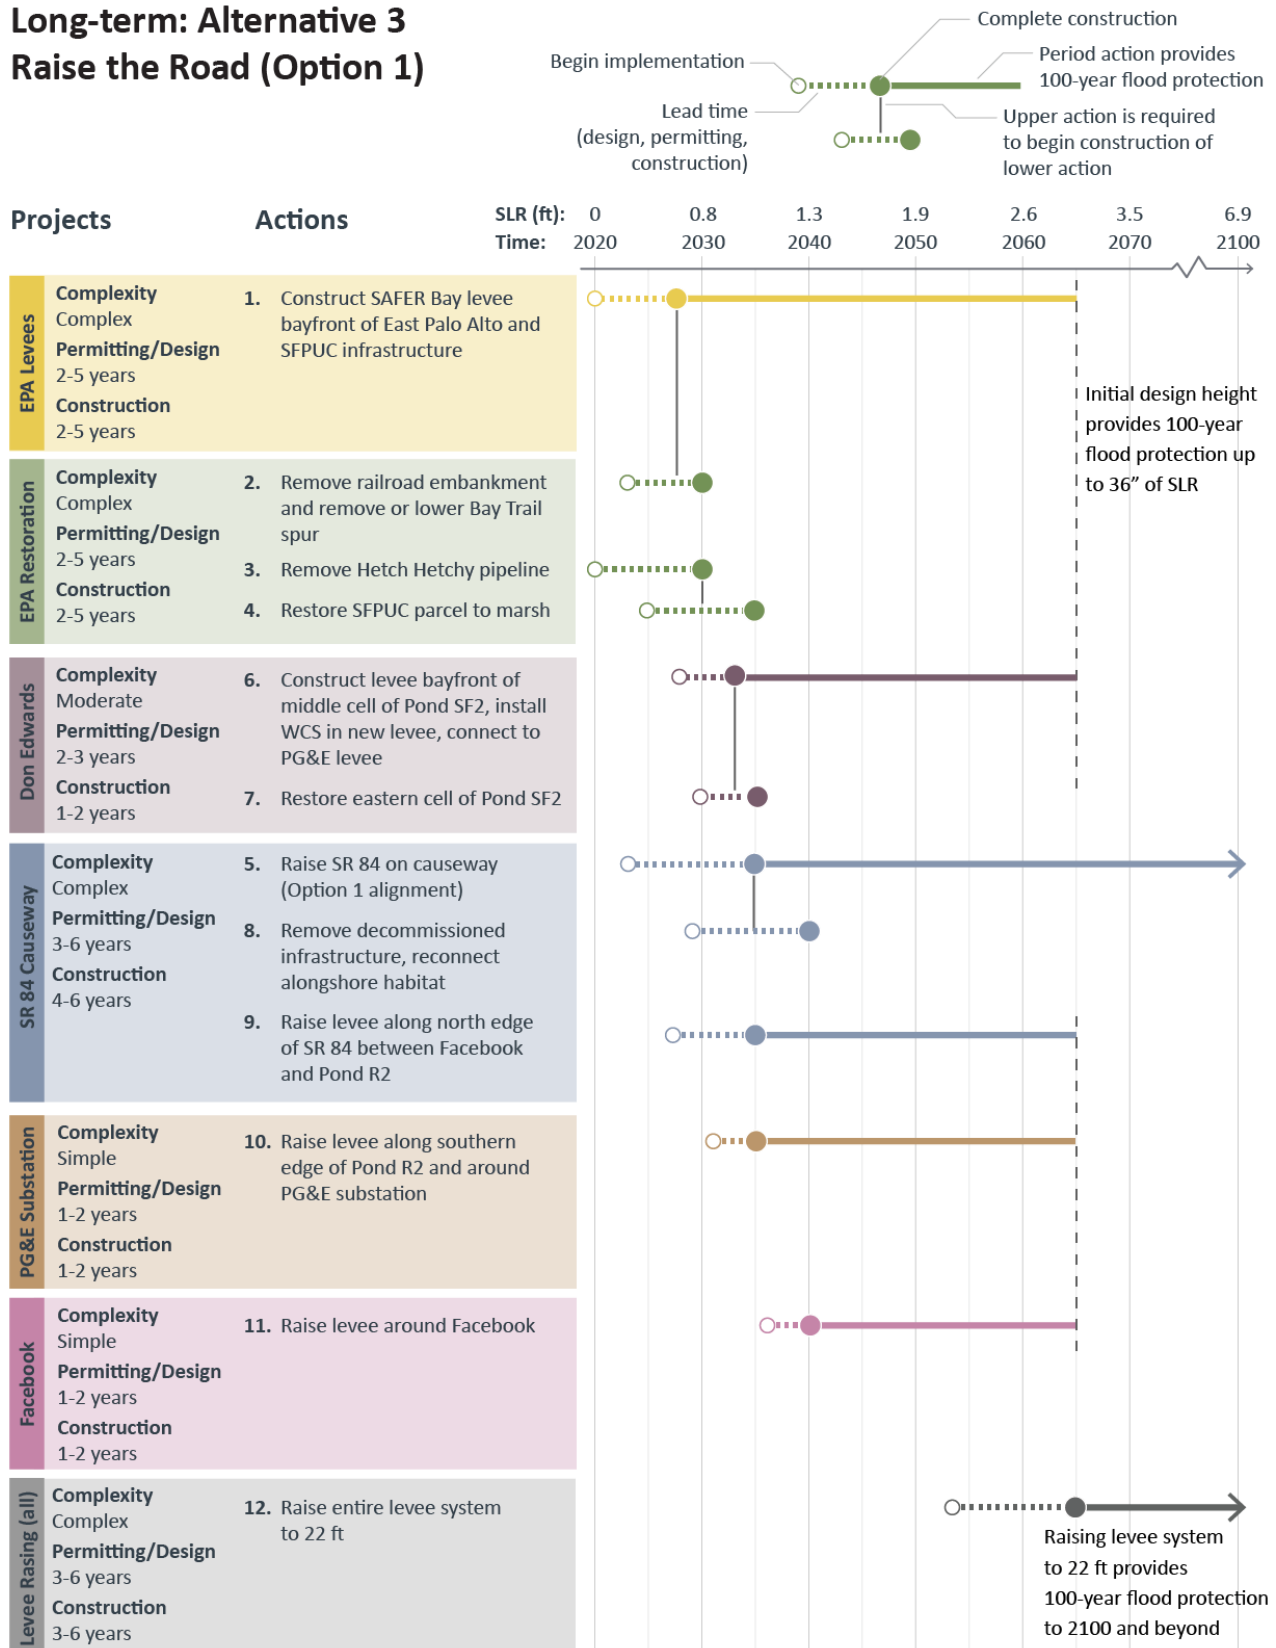 Long-term: Alternative 3
Raise the Road (Option 1)
Complete construction
Begin implementation
Period action provides
100-year flood protection
Lead time
(design, permitting,
construction)
Upper action is required
to begin construction of
lower action
Projects Actions
SLR (ft): 0 0.8 1.3 1.9 2.6 3.5 6.9
Time: 2020 2030 2040 2050 2060 2070 2100
EPA Levees
Complexity
Complex
Permitting/Design
2-5 years
Construction
2-5 years
1. Construct SAFER Bay levee
bayfront of East Palo Alto and
SFPUC infrastructure
Initial design height
provides 100-year
flood protection up
to 36” of SLR
EPA Restoration
Complexity
Complex
Permitting/Design
2-5 years
Construction
2-5 years
2. Remove railroad embankment
and remove or lower Bay Trail
spur
3. Remove Hetch Hetchy pipeline
4. Restore SFPUC parcel to marsh
Don Edwards
Complexity
Moderate
Permitting/Design
2-3 years
Construction
1-2 years
6. Construct levee bayfront of
middle cell of Pond SF2, install
WCS in new levee, connect to
PG&E levee
7. Restore eastern cell of Pond SF2
SR 84 Causeway
Complexity
Complex
Permitting/Design
3-6 years
Construction
4-6 years
5. Raise SR 84 on causeway
(Option 1 alignment)
8. Remove decommissioned
infrastructure, reconnect
alongshore habitat
9. Raise levee along north edge
of SR 84 between Facebook
and Pond R2
PG&E Substation
Complexity
Simple
Permitting/Design
1-2 years
Construction
1-2 years
10. Raise levee along southern
edge of Pond R2 and around
PG&E substation
Facebook
Complexity
Simple
Permitting/Design
1-2 years
Construction
1-2 years
11. Raise levee around Facebook
Levee Rasing (all)
Complexity
Complex
Permitting/Design
3-6 years
Construction
3-6 years
12. Raise entire levee system
to 22 ft
Raising levee system
to 22 ft provides
100-year flood protection
to 2100 and beyond